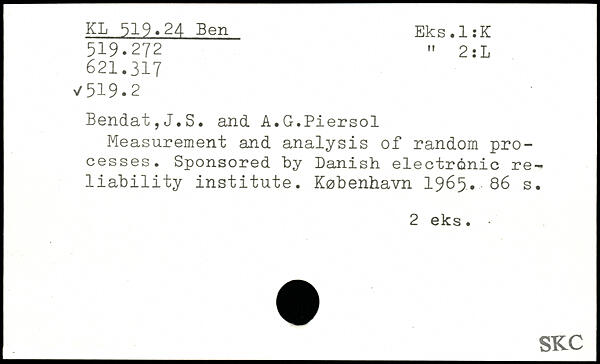 KL 519.24 Ben Eks.1:K
519.272 " 2:L
621.317
✓519.2
Bendat,J.S. and A.G.Piersol
Measurement and analysis of random pro-
cesses. Sponsored by Danish electronic re-
liability institute. København 1965. 86 s.
2 eks.
SKC